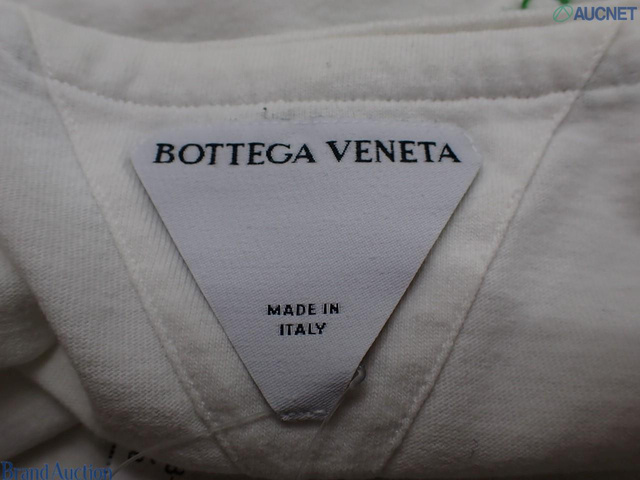 AUCNET
BOTTEGA VENETA
MADE IN
ITALY
Brand Auction